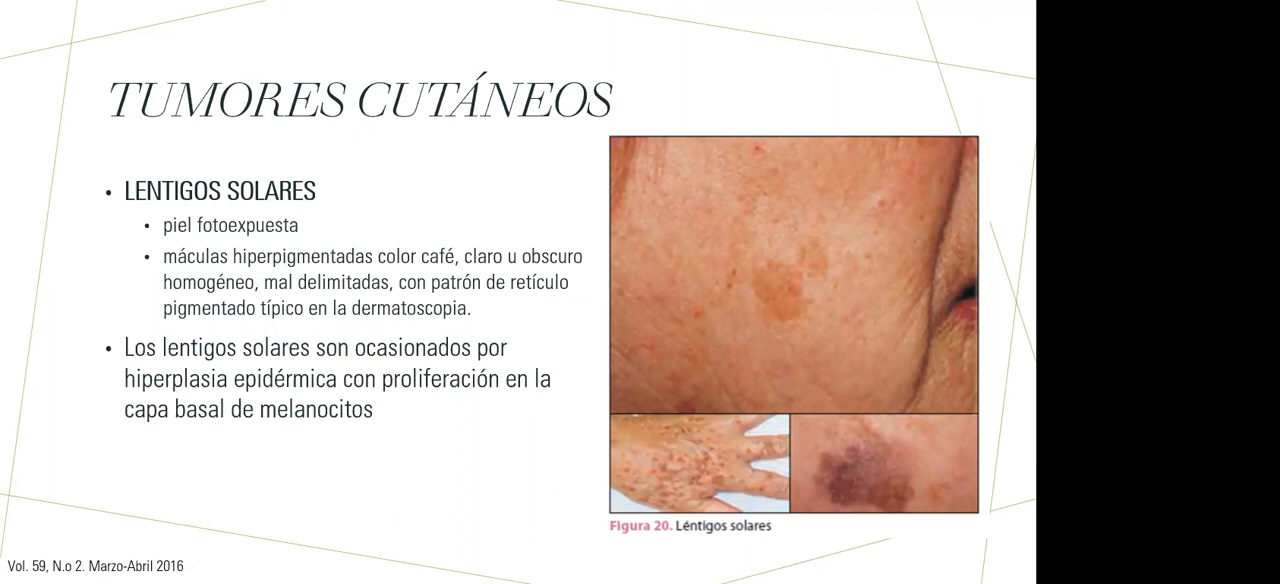 TUMORES CUTÁNEOS
• LENTIGOS SOLARES
• piel fotoexpuesta
• máculas hiperpigmentadas color café, claro u obscuro
homogéneo, mal delimitadas, con patrón de retículo
pigmentado típico en la dermatoscopia.
• Los lentigos solares son ocasionados por
hiperplasia epidérmica con proliferación en la
capa basal de melanocitos
Figura 20. Léntigos solares
Vol. 59, N.o 2. Marzo-Abril 2016